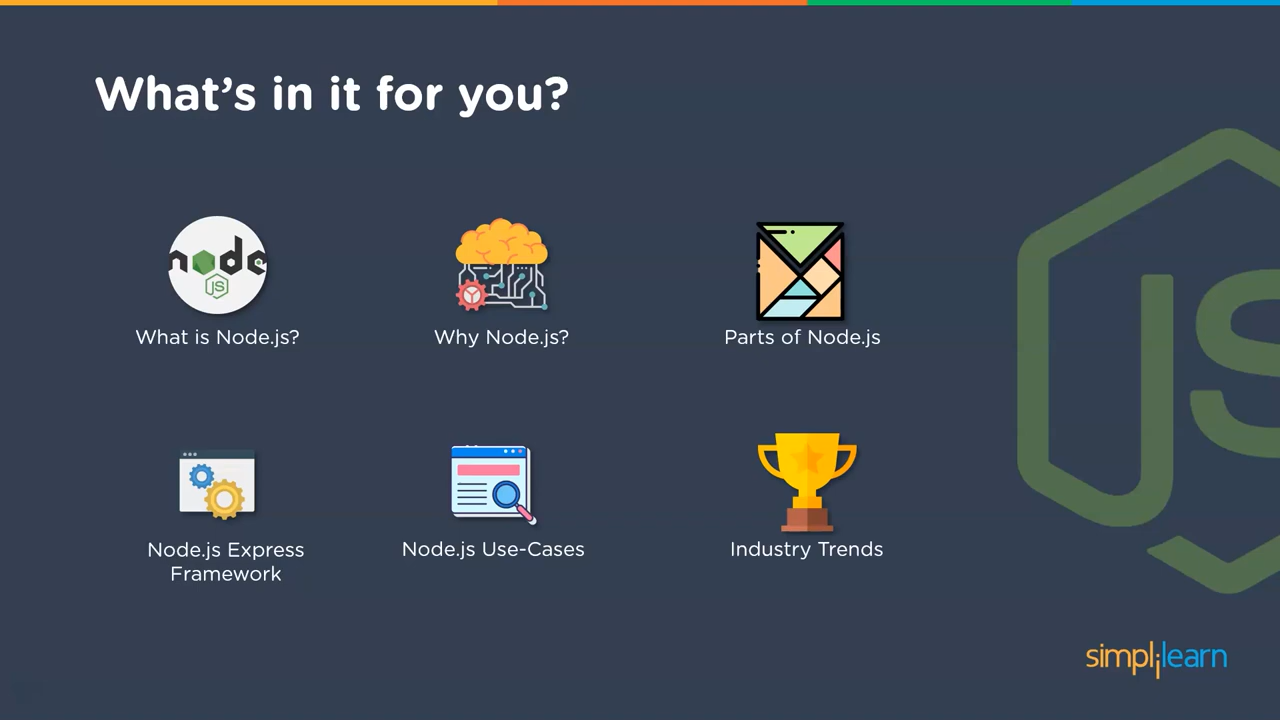 What's in it for you?
node
JS
What is Node.js?
Why Node.js?
Parts of Node.js
Node.js Express
Framework
Node.js Use-Cases
Industry Trends
JS
simplilearn